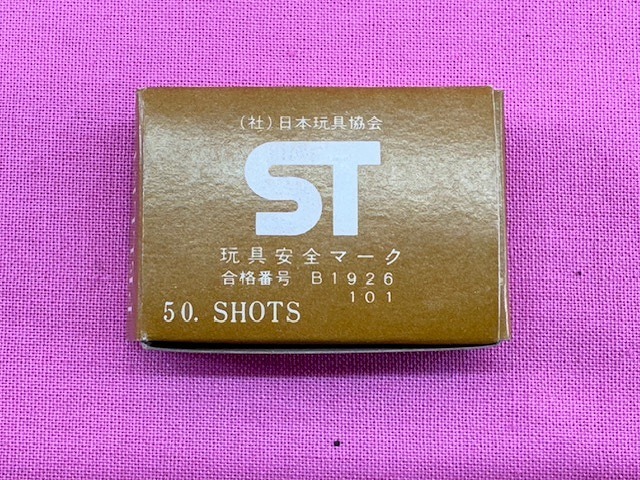 (社)日本玩具協会
ST
玩具安全マーク
合格番号 B1926
101
50. SHOTS